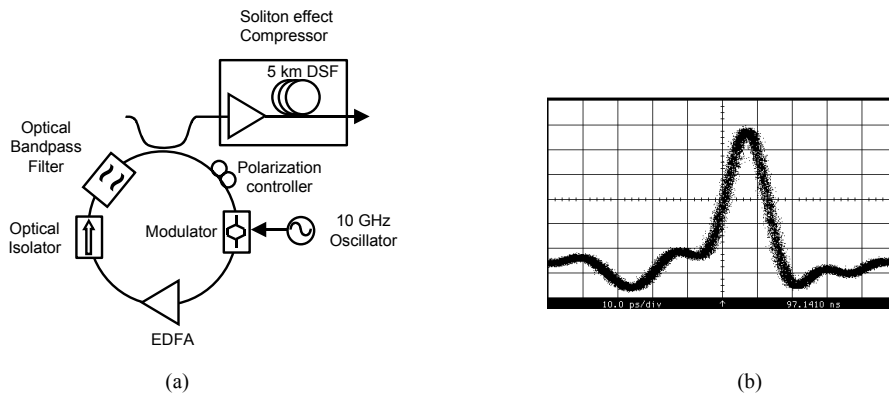 Soliton effect
Compressor
5 km DSF
Optical
Bandpass
Filter
Polarization
controller
Optical
Isolator
Modulator
10 GHz
Oscillator
EDFA
10.0 ps/div
97.1410 ns
(a)
(b)